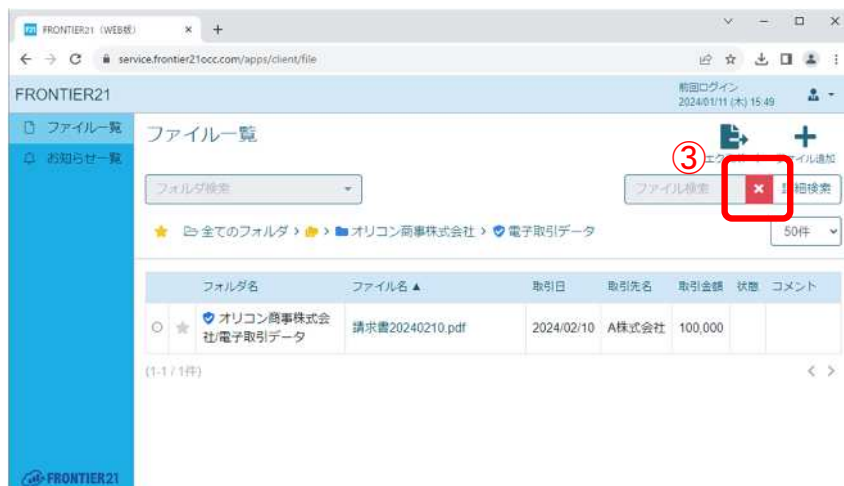 FRONTIER21 (WEB版)
service.frontier21occ.com/apps/client/file
FRONTIER21
前回ログイン
2024/01/11 (木) 15:49
ファイル一覧
お知らせ一覧
ファイル一覧
③
フォルダ検索
ファイル検索
全てのフォルダ > > オリコン商事株式会社 > 電子取引データ
50件
フォルダ名 ファイル名▲ 取引日 取引先名 取引金額 状態 コメント
オリコン商事株式会
社/電子取引データ
請求書20240210.pdf 2024/02/10 A株式会社 100,000
(1-1 / 1件)
FRONTIER21